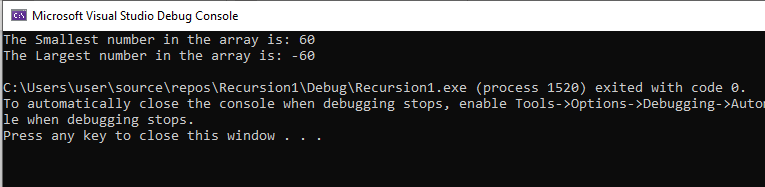 Microsoft Visual Studio Debug Console
The Smallest number in the array is: 60
The Largest number in the array is: -60
C:\Users\user\source\repos\Recursion1\Debug\Recursion1.exe (process 1520) exited with code 0.
To automatically close the console when debugging stops, enable Tools->Options->Debugging->Auto
le when debugging stops.
Press any key to close this window . . .